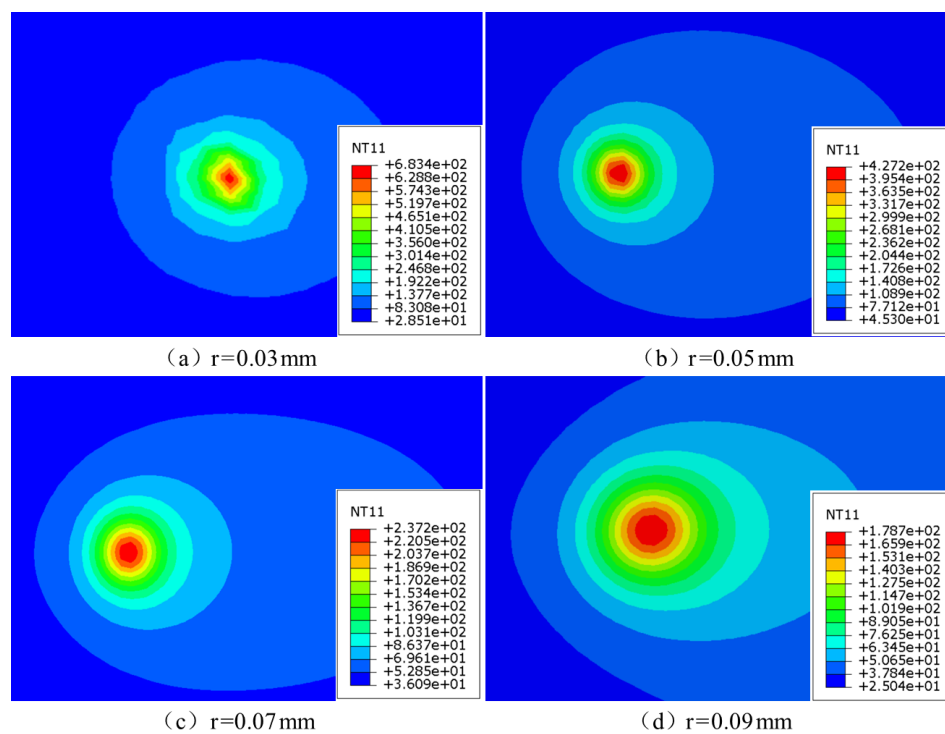 NT11
+6.834e+02
+6.288e+02
+5.743e+02
+5.197e+02
+4.651e+02
+4.105e+02
+3.560e+02
+3.014e+02
+2.468e+02
+1.922e+02
+1.377e+02
+8.308e+01
+2.851e+01
（a）r=0.03mm
NT11
+4.272e+02
+3.954e+02
+3.635e+02
+3.317e+02
+2.999e+02
+2.681e+02
+2.362e+02
+2.044e+02
+1.726e+02
+1.408e+02
+1.089e+02
+7.712e+01
+4.530e+01
（b）r=0.05mm
NT11
+2.372e+02
+2.205e+02
+2.037e+02
+1.869e+02
+1.702e+02
+1.534e+02
+1.367e+02
+1.199e+02
+1.031e+02
+8.637e+01
+6.961e+01
+5.285e+01
+3.609e+01
（c）r=0.07mm
NT11
+1.787e+02
+1.659e+02
+1.531e+02
+1.403e+02
+1.275e+02
+1.147e+02
+1.019e+02
+8.905e+01
+7.625e+01
+6.345e+01
+5.065e+01
+3.784e+01
+2.504e+01
（d）r=0.09mm